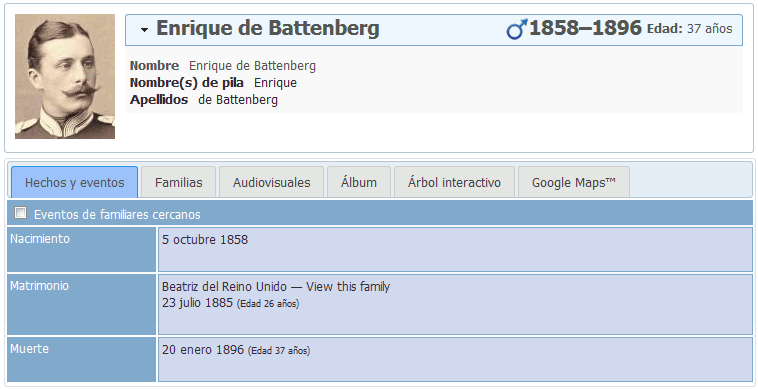 Enrique de Battenberg
1858–1896 Edad: 37 años
Nombre Enrique de Battenberg
Nombre(s) de pila Enrique
Apellidos de Battenberg
Hechos y eventos Familias Audiovisuales Álbum Árbol interactivo Google Maps™
Eventos de familiares cercanos
Nacimiento 5 octubre 1858
Matrimonio Beatriz del Reino Unido — View this family
23 julio 1885 (Edad 26 años)
Muerte 20 enero 1896 (Edad 37 años)